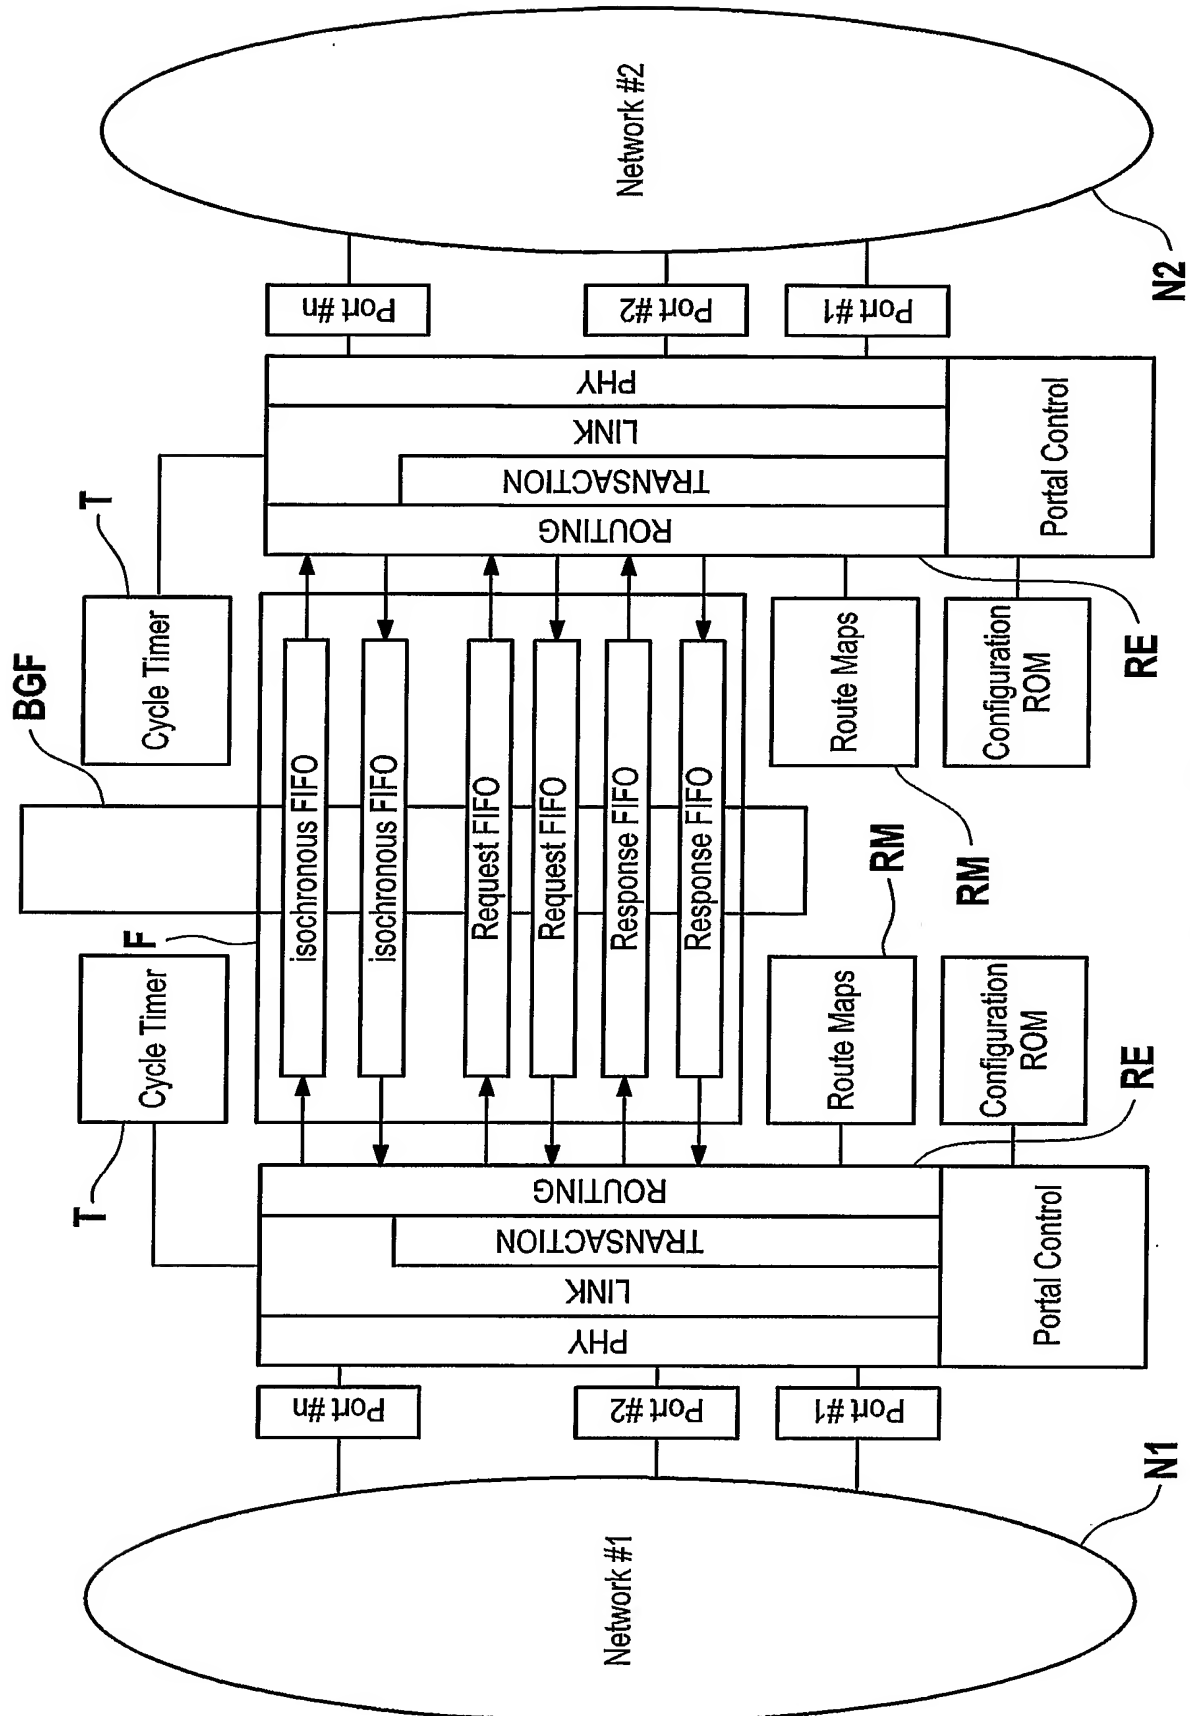 Network #1
N1
Port #n
Port #2
Port #1
PHY
LINK
TRANSACTION
ROUTING
Portal Control
RE
T
Cycle Timer
Route Maps
RM
Configuration
ROM
F
BGF
isochronous FIFO
isochronous FIFO
Request FIFO
Request FIFO
Response FIFO
Response FIFO
T
Cycle Timer
Route Maps
RM
Configuration
ROM
RE
ROUTING
TRANSACTION
LINK
PHY
Portal Control
Port #n
Port #2
Port #1
Network #2
N2